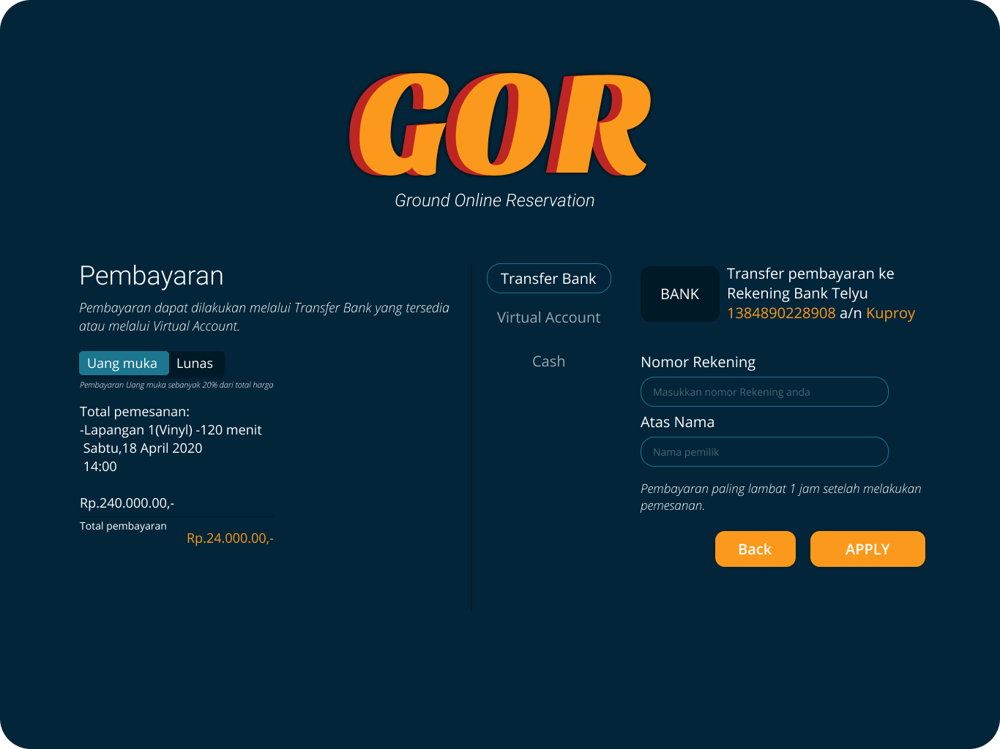 GOR
Ground Online Reservation
Pembayaran
Pembayaran dapat dilakukan melalui Transfer Bank yang tersedia
atau melalui Virtual Account.
Uang muka
Lunas
Pembayaran Uang muka sebanyak 20% dari total harga
Total pemesanan:
-Lapangan 1(Vinyl) -120 menit
Sabtu,18 April 2020
14:00
Rp.240.000.00,-
Total pembayaran
Rp.24.000.00,-
Transfer Bank
Virtual Account
Cash
BANK
Transfer pembayaran ke
Rekening Bank Telyu
1384890228908 a/n Kuproy
Nomor Rekening
Masukkan nomor Rekening anda
Atas Nama
Nama pemilik
Pembayaran paling lambat 1 jam setelah melakukan
pemesanan.
Back
APPLY